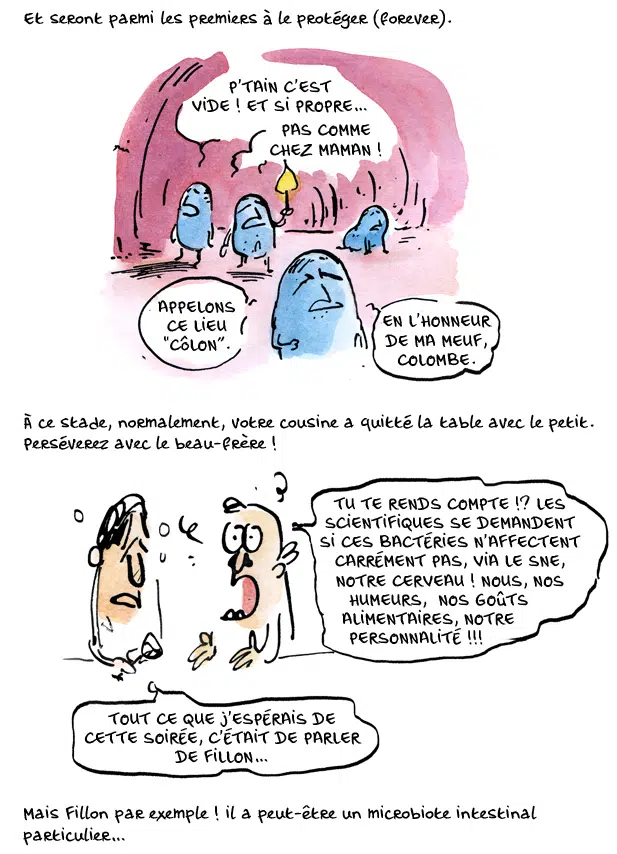 Et seront parmi les premiers à le protéger (forever).
P'TAIN C'EST
VIDE ! ET SI PROPRE...
PAS COMME
CHEZ MAMAN !
APPELONS
CE LIEU
"CÔLON".
EN L'HONNEUR
DE MA MEUF,
COLOMBE.
À ce stade, normalement, votre cousine a quitté la table avec le petit.
Persévérez avec le beau-frère !
?
TU TE RENDS COMPTE !? LES
SCIENTIFIQUES SE DEMANDENT
SI CES BACTÉRIES N'AFFECTENT
CARRÉMENT PAS, VIA LE SNE,
NOTRE CERVEAU ! NOUS, NOS
HUMEURS, NOS GOÛTS
ALIMENTAIRES, NOTRE
PERSONNALITÉ !!!
TOUT CE QUE J'ESPÉRAIS DE
CETTE SOIRÉE, C'ÉTAIT DE PARLER
DE FILLON...
Mais Fillon par exemple ! il a peut-être un microbiote intestinal
particulier...